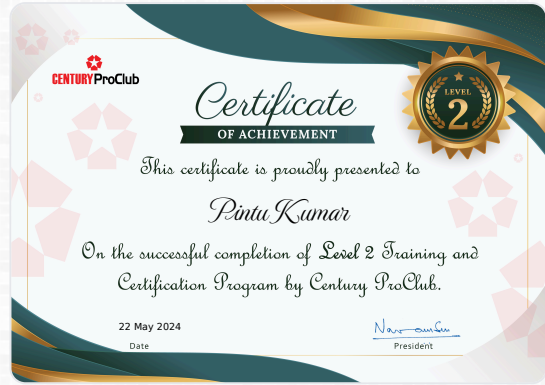 CENTURY ProClub
LEVEL
2
Certificate
OF ACHIEVEMENT
This certificate is proudly presented to
Pintu Kumar
On the successful completion of Level 2 Training and
Certification Program by Century ProClub.
22 May 2024
Date
President